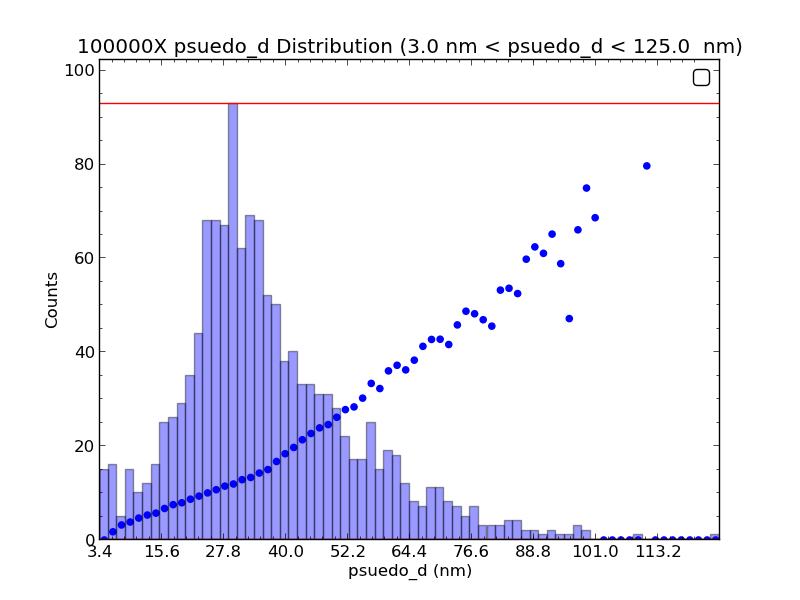 100000X psuedo_d Distribution (3.0 nm < psuedo_d < 125.0  nm)
100
80
60
40
20
0
Counts
3.4 15.6 27.8 40.0 52.2 64.4 76.6 88.8 101.0 113.2
psuedo_d (nm)